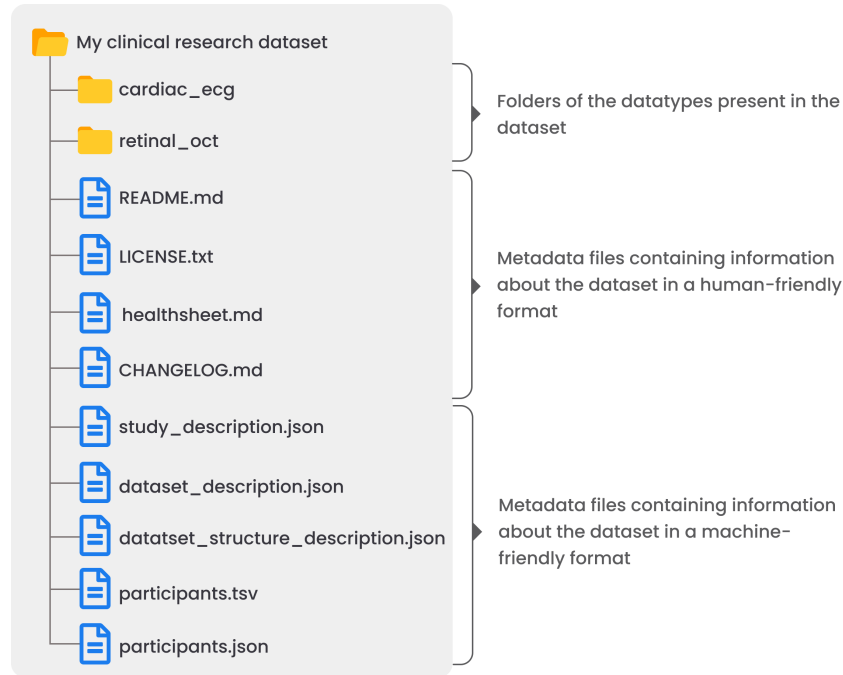 My clinical research dataset
cardiac_ecg
retinal_oct
Folders of the datatypes present in the
dataset
README.md
LICENSE.txt
healthsheet.md
CHANGELOG.md
Metadata files containing information
about the dataset in a human-friendly
format
study_description.json
dataset_description.json
datatset_structure_description.json
participants.tsv
participants.json
Metadata files containing information
about the dataset in a machine-
friendly format